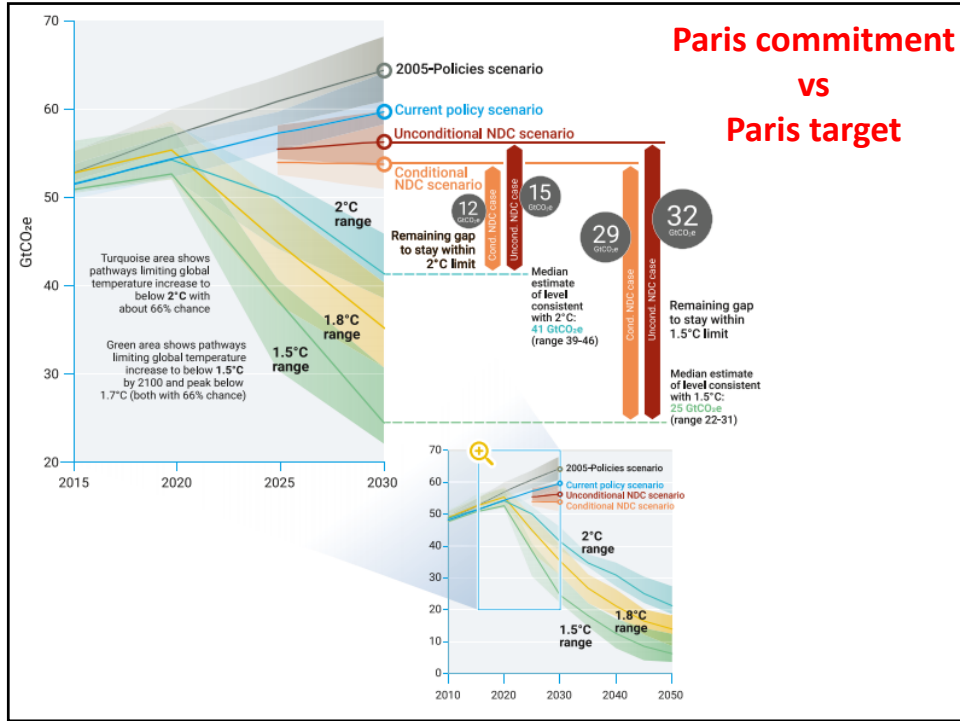 Paris commitment
vs
Paris target
GtCO₂e
70
60
50
40
30
20
2015
2020
2025
2030
2005-Policies scenario
Current policy scenario
Unconditional NDC scenario
Conditional
NDC scenario
2°C
range
1.8°C
range
1.5°C
range
Turquoise area shows
pathways limiting global
temperature increase to
below 2°C with
about 66% chance
Green area shows pathways
limiting global temperature
increase to below 1.5°C
by 2100 and peak below
1.7°C (both with 66% chance)
12
GtCO₂e
15
GtCO₂e
Cond. NDC case
Uncond. NDC case
Remaining gap
to stay within
2°C limit
Median
estimate
of level
consistent
with 2°C:
41 GtCO₂e
(range 39-46)
29
GtCO₂e
32
GtCO₂e
Cond. NDC case
Uncond. NDC case
Remaining gap
to stay within
1.5°C limit
Median estimate
of level consistent
with 1.5°C:
25 GtCO₂e
(range 22-31)
70
60
50
40
30
20
10
0
2010
2020
2030
2040
2050
2005-Policies scenario
Current policy scenario
Unconditional NDC scenario
Conditional NDC scenario
2°C
range
1.8°C
range
1.5°C
range